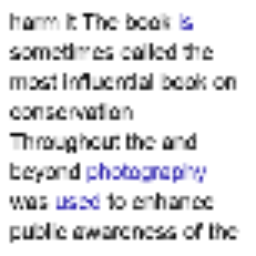 harm it The book is
sometimes called the
most influential book on
conservation
Throughout the and
beyond photography
was used to enhance
public awareness of the